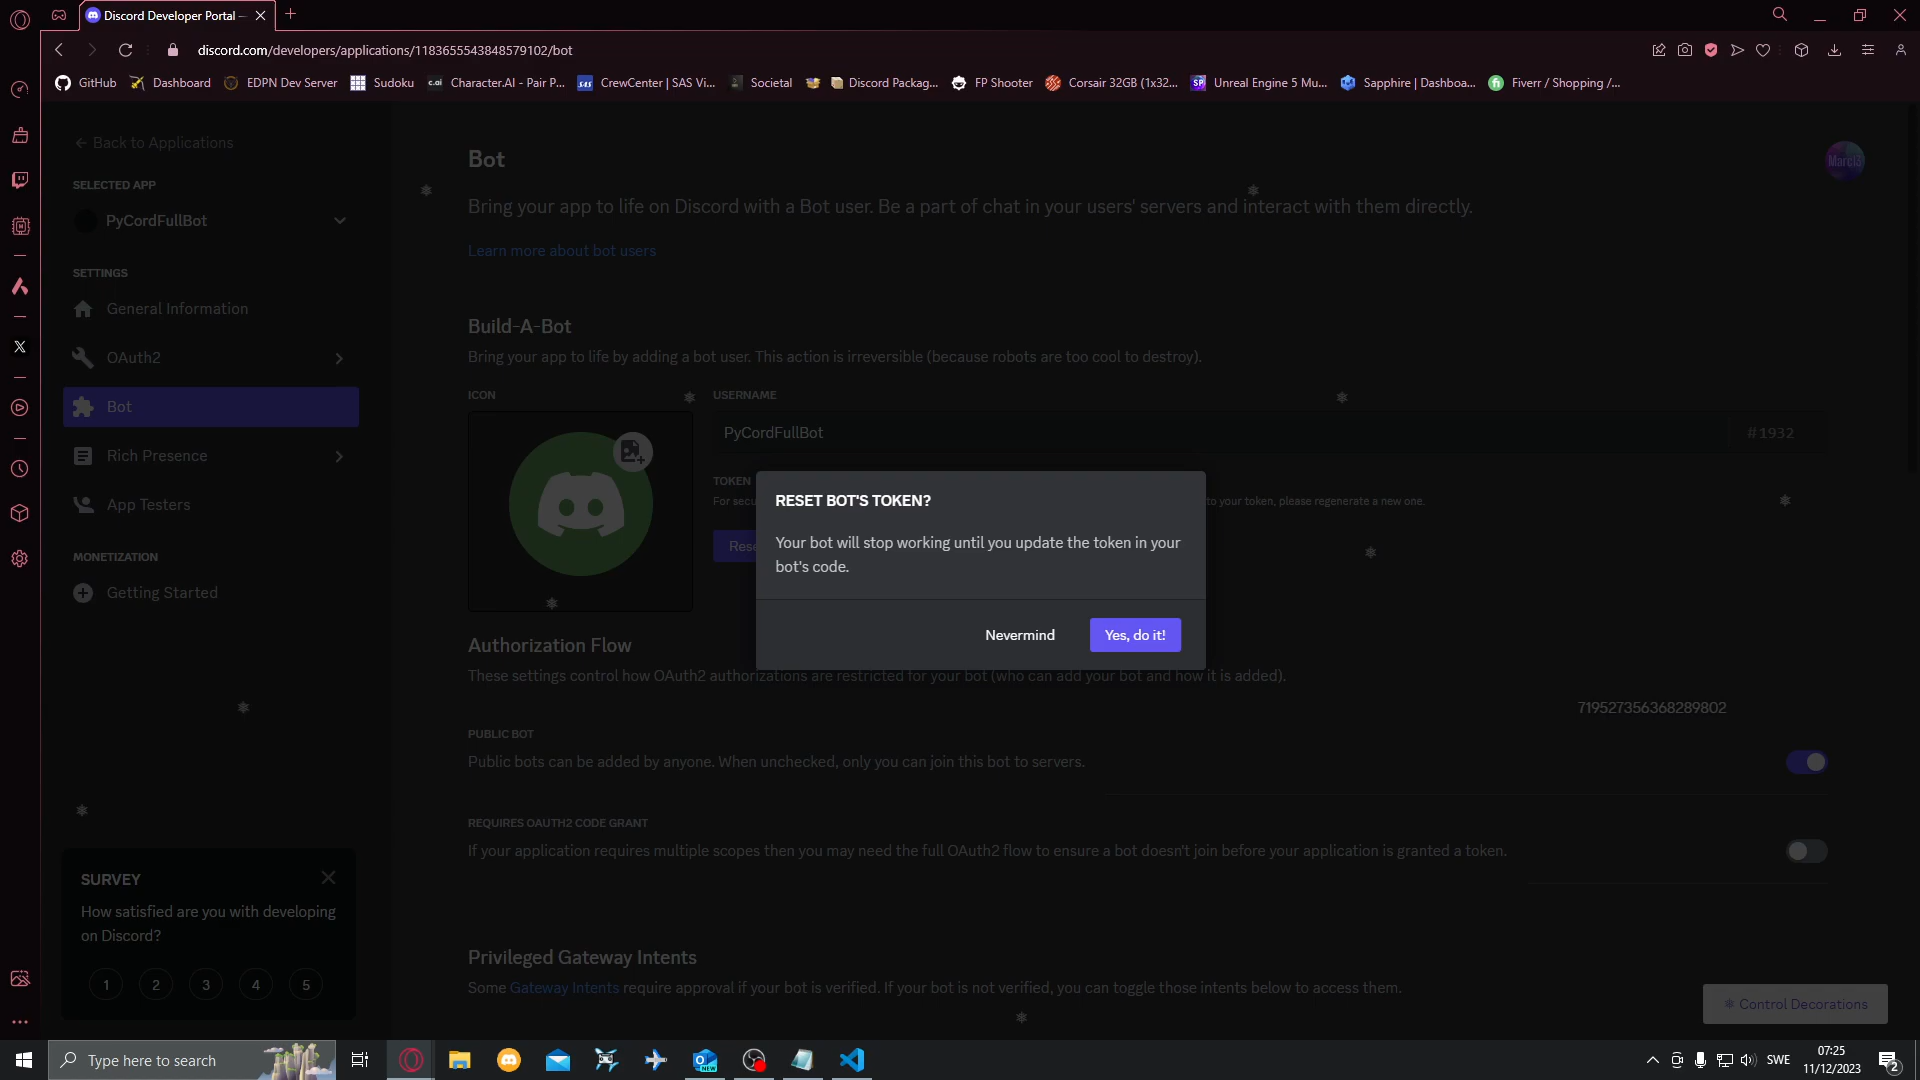 Discord Developer Portal —
discord.com/developers/applications/1183655543848579102/bot
GitHub
Dashboard
EDPN Dev Server
Sudoku
c.ai
Character.AI - Pair P...
SAS
CrewCenter | SAS Vi...
Societal
Discord Packag...
FP Shooter
Corsair 32GB (1x32...
SP
Unreal Engine 5 Mu...
Sapphire | Dashboa...
fi
Fiverr / Shopping /...
← Back to Applications
SELECTED APP
PyCordFullBot
SETTINGS
General Information
OAuth2
Bot
Rich Presence
App Testers
MONETIZATION
Getting Started
Bot
Bring your app to life on Discord with a Bot user. Be a part of chat in your users' servers and interact with them directly.
Learn more about bot users
Build-A-Bot
Bring your app to life by adding a bot user. This action is irreversible (because robots are too cool to destroy).
ICON
USERNAME
PyCordFullBot
#1932
TOKEN
For secu
to your token, please regenerate a new one.
Rese
RESET BOT'S TOKEN?
Your bot will stop working until you update the token in your
bot's code.
Nevermind
Yes, do it!
Authorization Flow
These settings control how OAuth2 authorizations are restricted for your bot (who can add your bot and how it is added).
719527356368289802
PUBLIC BOT
Public bots can be added by anyone. When unchecked, only you can join this bot to servers.
REQUIRES OAUTH2 CODE GRANT
If your application requires multiple scopes then you may need the full OAuth2 flow to ensure a bot doesn't join before your application is granted a token.
Privileged Gateway Intents
Some Gateway Intents require approval if your bot is verified. If your bot is not verified, you can toggle those intents below to access them.
SURVEY
How satisfied are you with developing
on Discord?
1 2 3 4 5
Control Decorations
Type here to search
NEW
SWE
07:25
11/12/2023
2